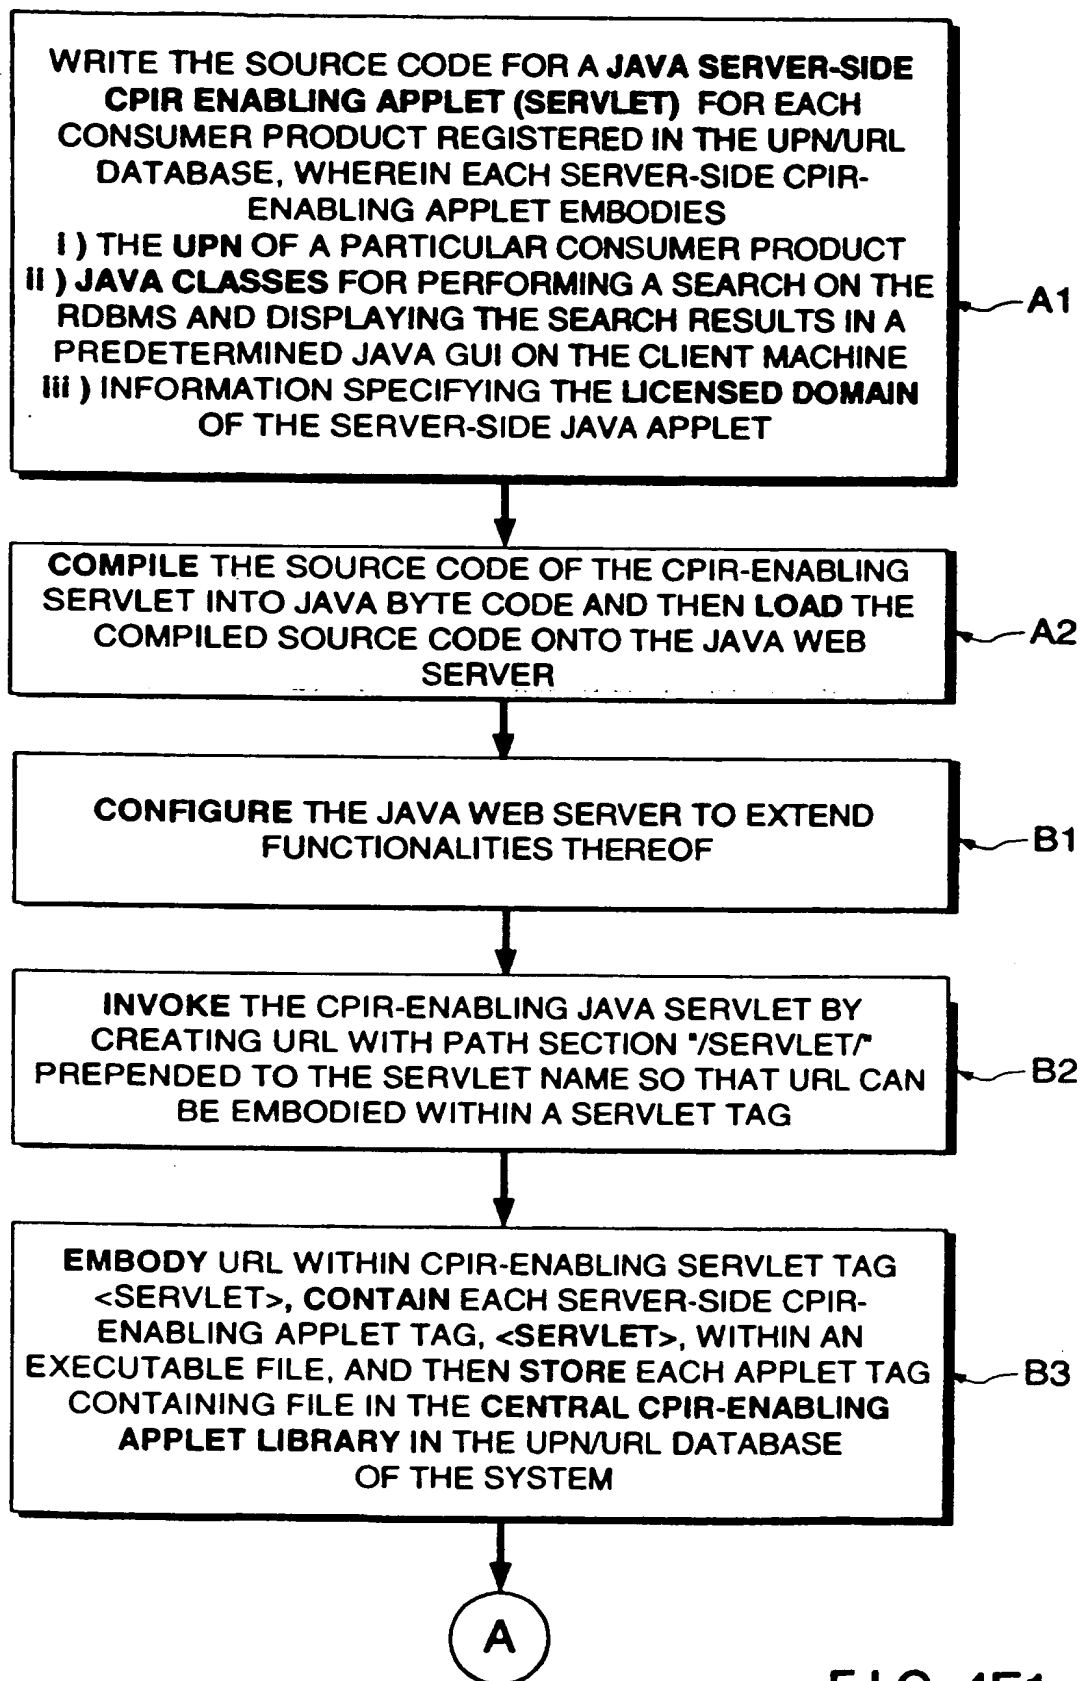 WRITE THE SOURCE CODE FOR A JAVA SERVER-SIDE
CPIR ENABLING APPLET (SERVLET) FOR EACH
CONSUMER PRODUCT REGISTERED IN THE UPN/URL
DATABASE, WHEREIN EACH SERVER-SIDE CPIR-
ENABLING APPLET EMBODIES
i ) THE UPN OF A PARTICULAR CONSUMER PRODUCT
ii ) JAVA CLASSES FOR PERFORMING A SEARCH ON THE
RDBMS AND DISPLAYING THE SEARCH RESULTS IN A
PREDETERMINED JAVA GUI ON THE CLIENT MACHINE
iii ) INFORMATION SPECIFYING THE LICENSED DOMAIN
OF THE SERVER-SIDE JAVA APPLET
A1
COMPILE THE SOURCE CODE OF THE CPIR-ENABLING
SERVLET INTO JAVA BYTE CODE AND THEN LOAD THE
COMPILED SOURCE CODE ONTO THE JAVA WEB
SERVER
A2
CONFIGURE THE JAVA WEB SERVER TO EXTEND
FUNCTIONALITIES THEREOF
B1
INVOKE THE CPIR-ENABLING JAVA SERVLET BY
CREATING URL WITH PATH SECTION "/SERVLET/"
PREPENDED TO THE SERVLET NAME SO THAT URL CAN
BE EMBODIED WITHIN A SERVLET TAG
B2
EMBODY URL WITHIN CPIR-ENABLING SERVLET TAG
<SERVLET>, CONTAIN EACH SERVER-SIDE CPIR-
ENABLING APPLET TAG, <SERVLET>, WITHIN AN
EXECUTABLE FILE, AND THEN STORE EACH APPLET TAG
CONTAINING FILE IN THE CENTRAL CPIR-ENABLING
APPLET LIBRARY IN THE UPN/URL DATABASE
OF THE SYSTEM
B3
A
FIG. 4F1